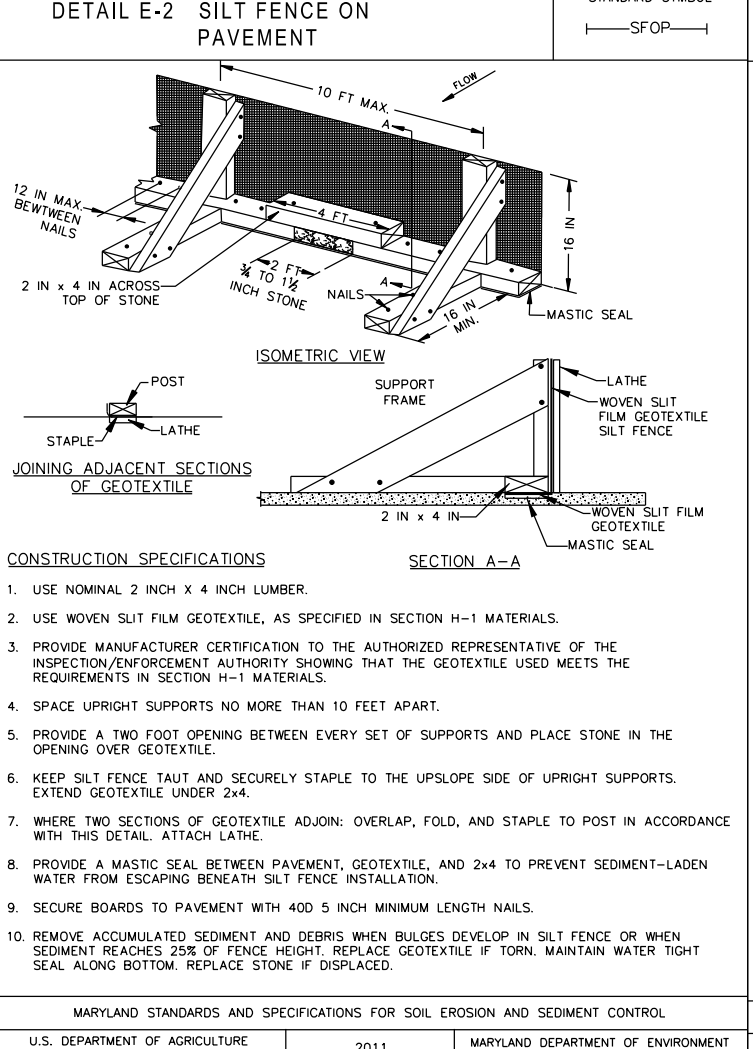 DETAIL E-2 SILT FENCE ON
PAVEMENT
STANDARD SYMBOL
SFOP
10 FT MAX.
FLOW
A
12 IN MAX.
BEWTWEEN
NAILS
4 FT
16 IN
2 FT
¾ TO 1½
INCH STONE
2 IN x 4 IN ACROSS
TOP OF STONE
A
NAILS
16 IN
MIN.
MASTIC SEAL
ISOMETRIC VIEW
POST
STAPLE
LATHE
JOINING ADJACENT SECTIONS
OF GEOTEXTILE
SUPPORT
FRAME
LATHE
WOVEN SLIT
FILM GEOTEXTILE
SILT FENCE
2 IN x 4 IN
WOVEN SLIT FILM
GEOTEXTILE
MASTIC SEAL
SECTION A-A
CONSTRUCTION SPECIFICATIONS
1. USE NOMINAL 2 INCH X 4 INCH LUMBER.
2. USE WOVEN SLIT FILM GEOTEXTILE, AS SPECIFIED IN SECTION H-1 MATERIALS.
3. PROVIDE MANUFACTURER CERTIFICATION TO THE AUTHORIZED REPRESENTATIVE OF THE
INSPECTION/ENFORCEMENT AUTHORITY SHOWING THAT THE GEOTEXTILE USED MEETS THE
REQUIREMENTS IN SECTION H-1 MATERIALS.
4. SPACE UPRIGHT SUPPORTS NO MORE THAN 10 FEET APART.
5. PROVIDE A TWO FOOT OPENING BETWEEN EVERY SET OF SUPPORTS AND PLACE STONE IN THE
OPENING OVER GEOTEXTILE.
6. KEEP SILT FENCE TAUT AND SECURELY STAPLE TO THE UPSLOPE SIDE OF UPRIGHT SUPPORTS.
EXTEND GEOTEXTILE UNDER 2x4.
7. WHERE TWO SECTIONS OF GEOTEXTILE ADJOIN: OVERLAP, FOLD, AND STAPLE TO POST IN ACCORDANCE
WITH THIS DETAIL. ATTACH LATHE.
8. PROVIDE A MASTIC SEAL BETWEEN PAVEMENT, GEOTEXTILE, AND 2x4 TO PREVENT SEDIMENT-LADEN
WATER FROM ESCAPING BENEATH SILT FENCE INSTALLATION.
9. SECURE BOARDS TO PAVEMENT WITH 40D 5 INCH MINIMUM LENGTH NAILS.
10. REMOVE ACCUMULATED SEDIMENT AND DEBRIS WHEN BULGES DEVELOP IN SILT FENCE OR WHEN
SEDIMENT REACHES 25% OF FENCE HEIGHT. REPLACE GEOTEXTILE IF TORN. MAINTAIN WATER TIGHT
SEAL ALONG BOTTOM. REPLACE STONE IF DISPLACED.
MARYLAND STANDARDS AND SPECIFICATIONS FOR SOIL EROSION AND SEDIMENT CONTROL
U.S. DEPARTMENT OF AGRICULTURE
2011
MARYLAND DEPARTMENT OF ENVIRONMENT